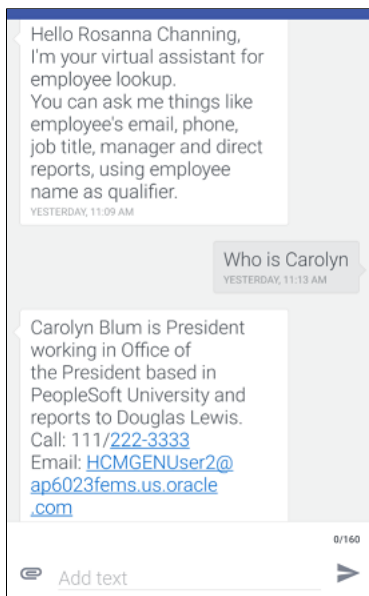 Hello Rosanna Channing,
I'm your virtual assistant for
employee lookup.
You can ask me things like
employee's email, phone,
job title, manager and direct
reports, using employee
name as qualifier.
YESTERDAY, 11:09 AM
Who is Carolyn
YESTERDAY, 11:13 AM
Carolyn Blum is President
working in Office of
the President based in
PeopleSoft University and
reports to Douglas Lewis.
Call: 111/222-3333
Email: HCMGENUser2@
ap6023fems.us.oracle
.com
0/160
Add text